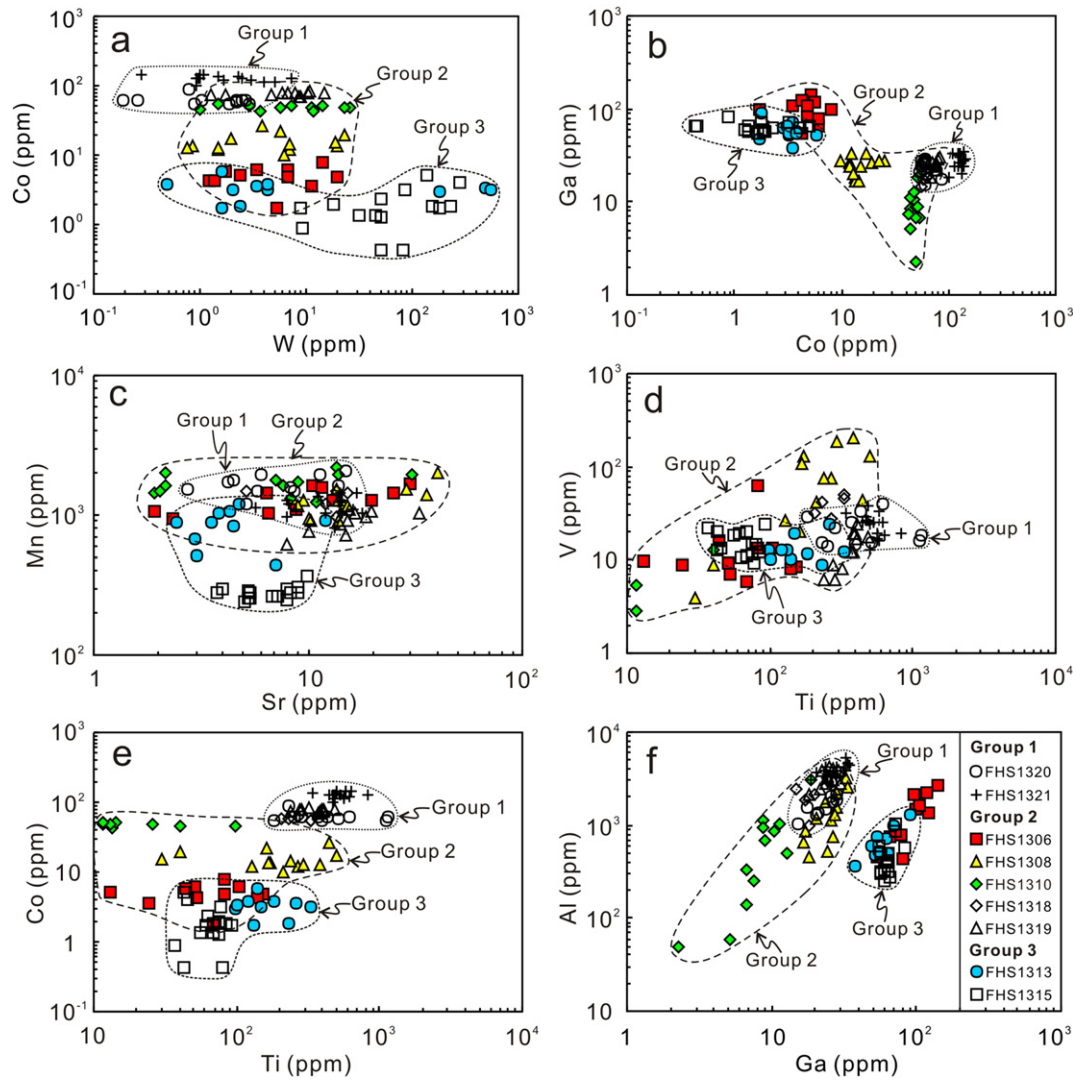 a
Group 1
Group 2
Group 3
Co (ppm)
10³
10²
10¹
10⁰
10⁻¹
10⁻¹
10⁰
10¹
10²
10³
W (ppm)
b
Group 2
Group 1
Group 3
Ga (ppm)
10³
10²
10
1
1
10
10²
10³
Co (ppm)
c
Group 1
Group 2
Group 3
Mn (ppm)
10⁴
10³
10²
1
10
10²
Sr (ppm)
d
Group 2
Group 1
Group 3
V (ppm)
10³
10²
10
1
10
10²
10³
10⁴
Ti (ppm)
e
Group 1
Group 2
Group 3
Co (ppm)
10³
10²
10
1
10⁻¹
10
10²
10³
10⁴
Ti (ppm)
f
Group 1
Group 3
Group 2
Al (ppm)
10⁴
10³
10²
10
1
10
10²
10³
Ga (ppm)
Group 1
FHS1320
FHS1321
Group 2
FHS1306
FHS1308
FHS1310
FHS1318
FHS1319
Group 3
FHS1313
FHS1315